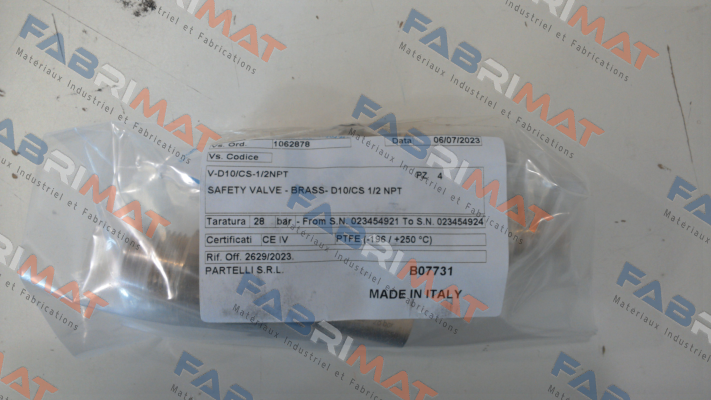 Vs. Ord. 1062878 Data 06/07/2023
Vs. Codice
V-D10/CS-1/2NPT PZ. 4
SAFETY VALVE - BRASS- D10/CS 1/2 NPT
Taratura 28 bar - From S.N. 023454921 To S.N. 023454924
Certificati CE IV PTFE (-196 / +250 °C)
Rif. Off. 2629/2023.
PARTELLI S.R.L. B07731
MADE IN ITALY
FABRIMAT
Materiaux Industriel et Fabrications